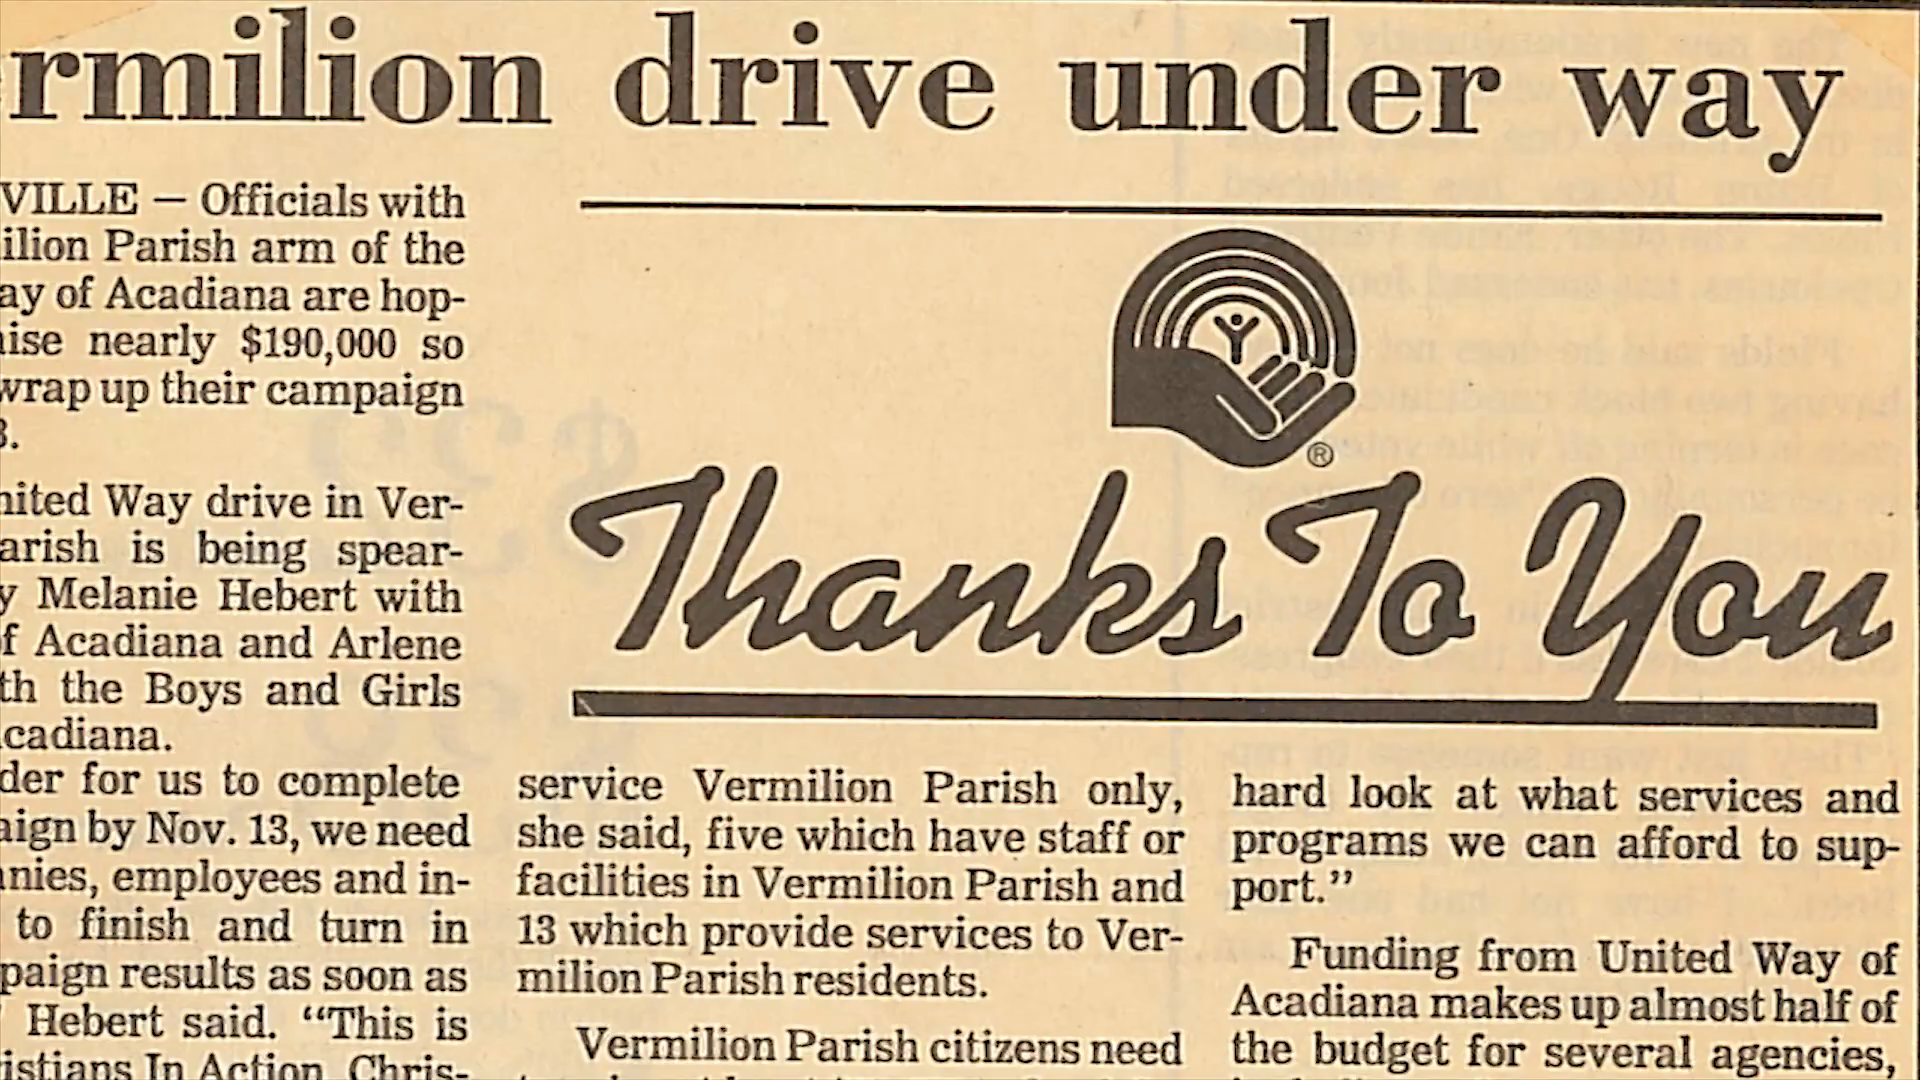 rmilion drive under way
VILLE — Officials with
ilion Parish arm of the
ay of Acadiana are hop-
ise nearly $190,000 so
wrap up their campaign
3.
nited Way drive in Ver-
arish is being spear-
y Melanie Hebert with
of Acadiana and Arlene
th the Boys and Girls
cadiana.
der for us to complete
aign by Nov. 13, we need
nies, employees and in-
to finish and turn in
paign results as soon as
Hebert said. “This is
ristians In Action, Chris-
®
Thanks To You
service Vermilion Parish only,
she said, five which have staff or
facilities in Vermilion Parish and
13 which provide services to Ver-
milion Parish residents.
Vermilion Parish citizens need
hard look at what services and
programs we can afford to sup-
port.”
Funding from United Way of
Acadiana makes up almost half of
the budget for several agencies,